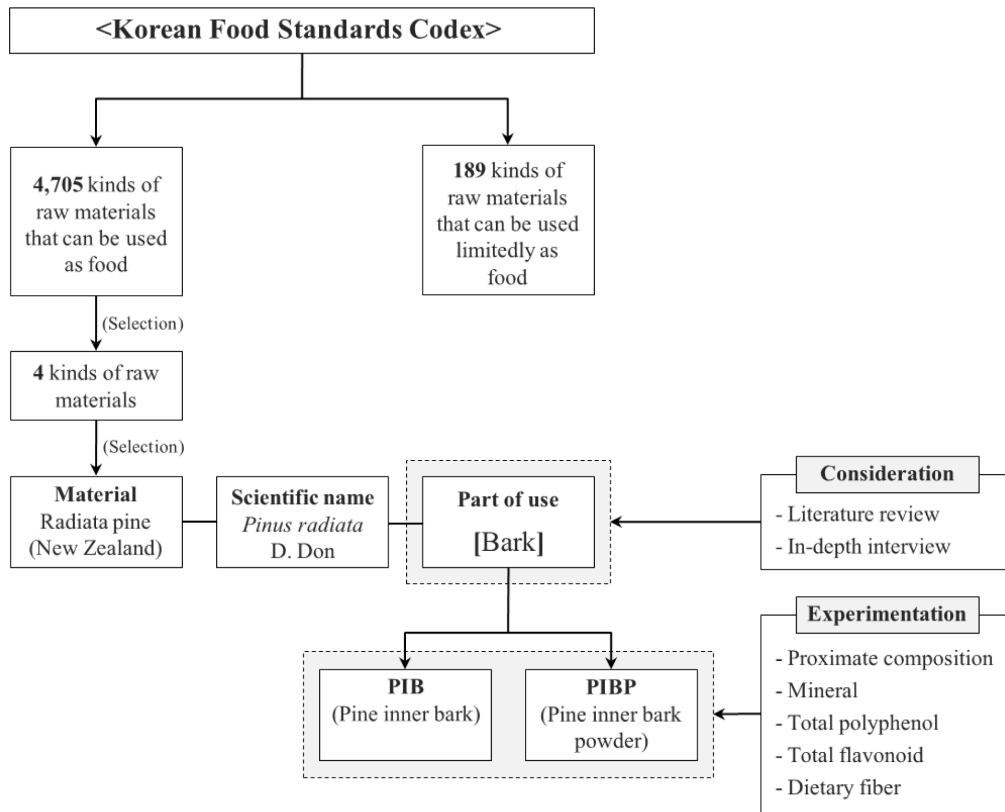 <Korean Food Standards Codex>
4,705 kinds of
raw materials
that can be used
as food
189 kinds of
raw materials
that can be used
limitedly as
food
(Selection)
4 kinds of raw
materials
(Selection)
Material
Radiata pine
(New Zealand)
Scientific name
Pinus radiata
D. Don
Part of use
[Bark]
Consideration
- Literature review
- In-depth interview
PIB
(Pine inner bark)
PIBP
(Pine inner bark
powder)
Experimentation
- Proximate composition
- Mineral
- Total polyphenol
- Total flavonoid
- Dietary fiber